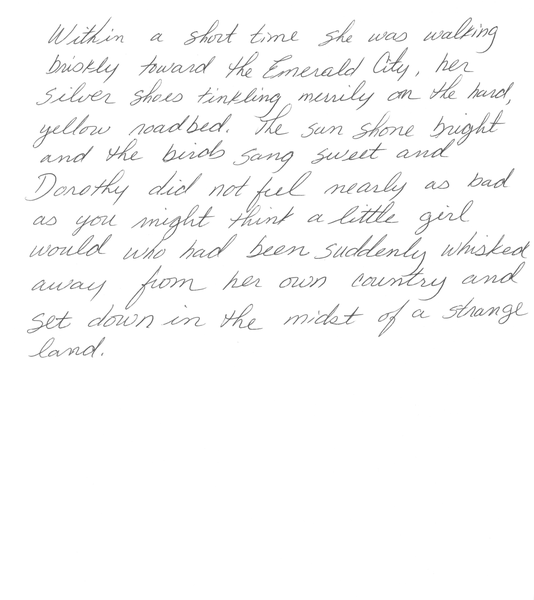 Within a short time she was walking
briskly toward the Emerald City, her
silver shoes tinkling merrily on the hard,
yellow roadbed. The sun shone bright
and the birds sang sweet and
Dorothy did not feel nearly as bad
as you might think a little girl
would who had been suddenly whisked
away from her own country and
set down in the midst of a strange
land.